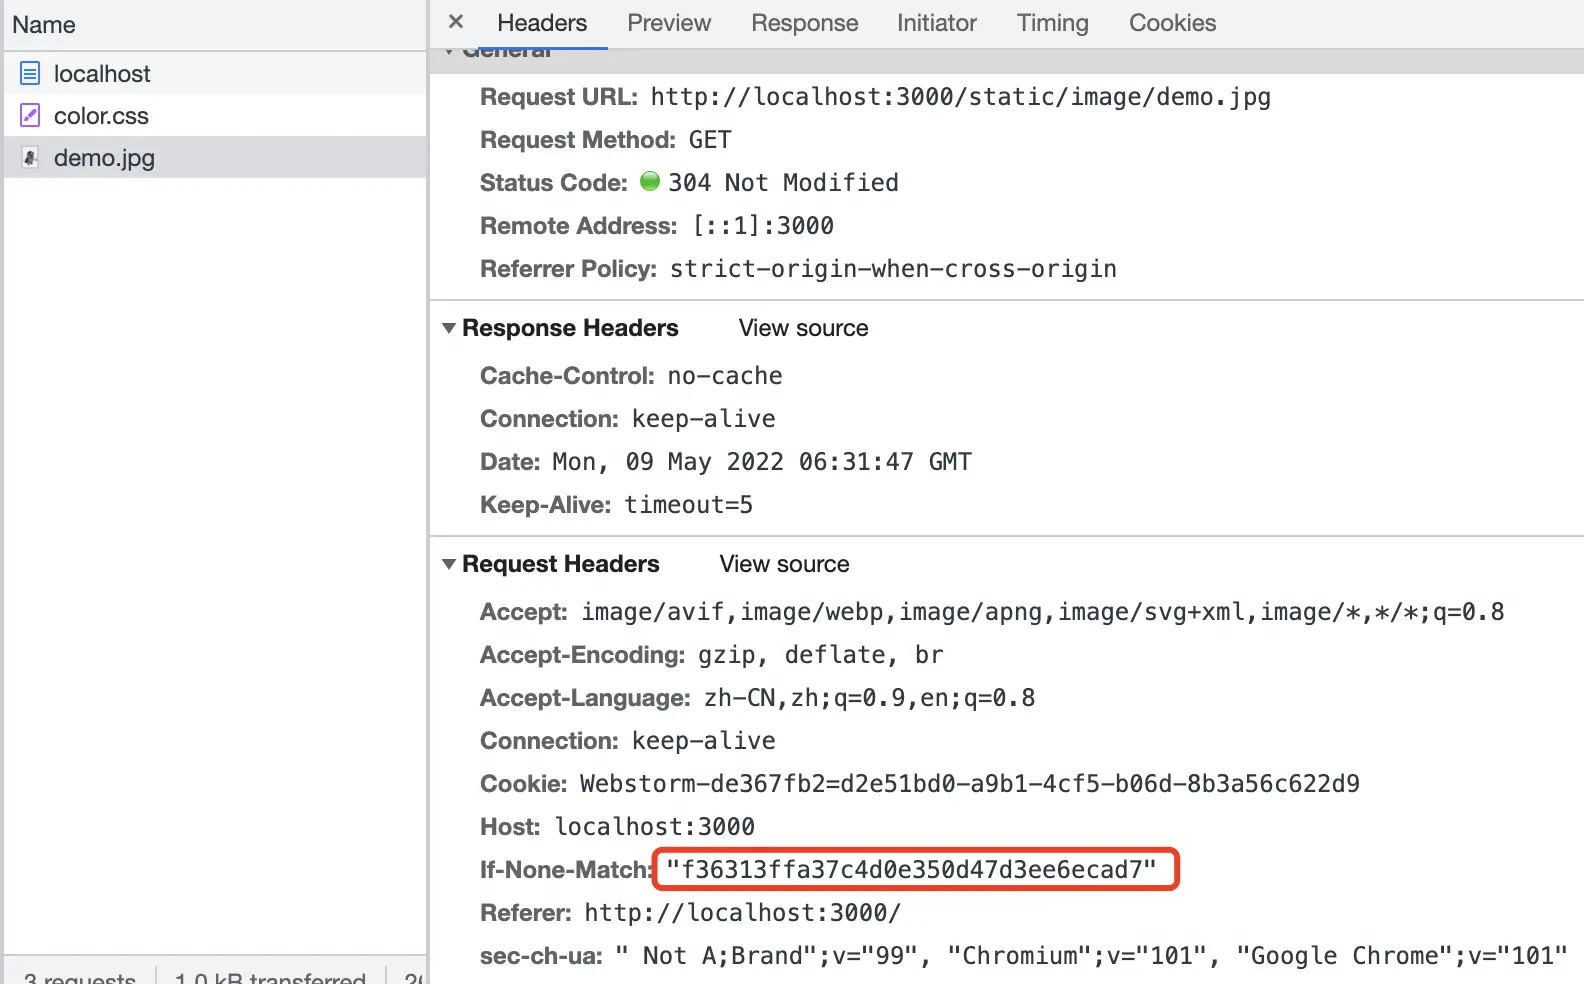 Name
× Headers Preview Response Initiator Timing Cookies
localhost
color.css
demo.jpg
General
Request URL: http://localhost:3000/static/image/demo.jpg
Request Method: GET
Status Code: 304 Not Modified
Remote Address: [::1]:3000
Referrer Policy: strict-origin-when-cross-origin
Response Headers View source
Cache-Control: no-cache
Connection: keep-alive
Date: Mon, 09 May 2022 06:31:47 GMT
Keep-Alive: timeout=5
Request Headers View source
Accept: image/avif,image/webp,image/apng,image/svg+xml,image/*,*/*;q=0.8
Accept-Encoding: gzip, deflate, br
Accept-Language: zh-CN,zh;q=0.9,en;q=0.8
Connection: keep-alive
Cookie: Webstorm-de367fb2=d2e51bd0-a9b1-4cf5-b06d-8b3a56c622d9
Host: localhost:3000
If-None-Match: "f36313ffa37c4d0e350d47d3ee6ecad7"
Referer: http://localhost:3000/
sec-ch-ua: " Not A;Brand";v="99", "Chromium";v="101", "Google Chrome";v="101"
3 requests 1.0 kB transferred